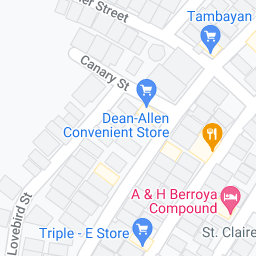 er Street
Tambayan
Canary St
Dean-Allen
Convenient Store
Lovebird St
A & H Berroya
Compound
Triple - E Store
St. Claire